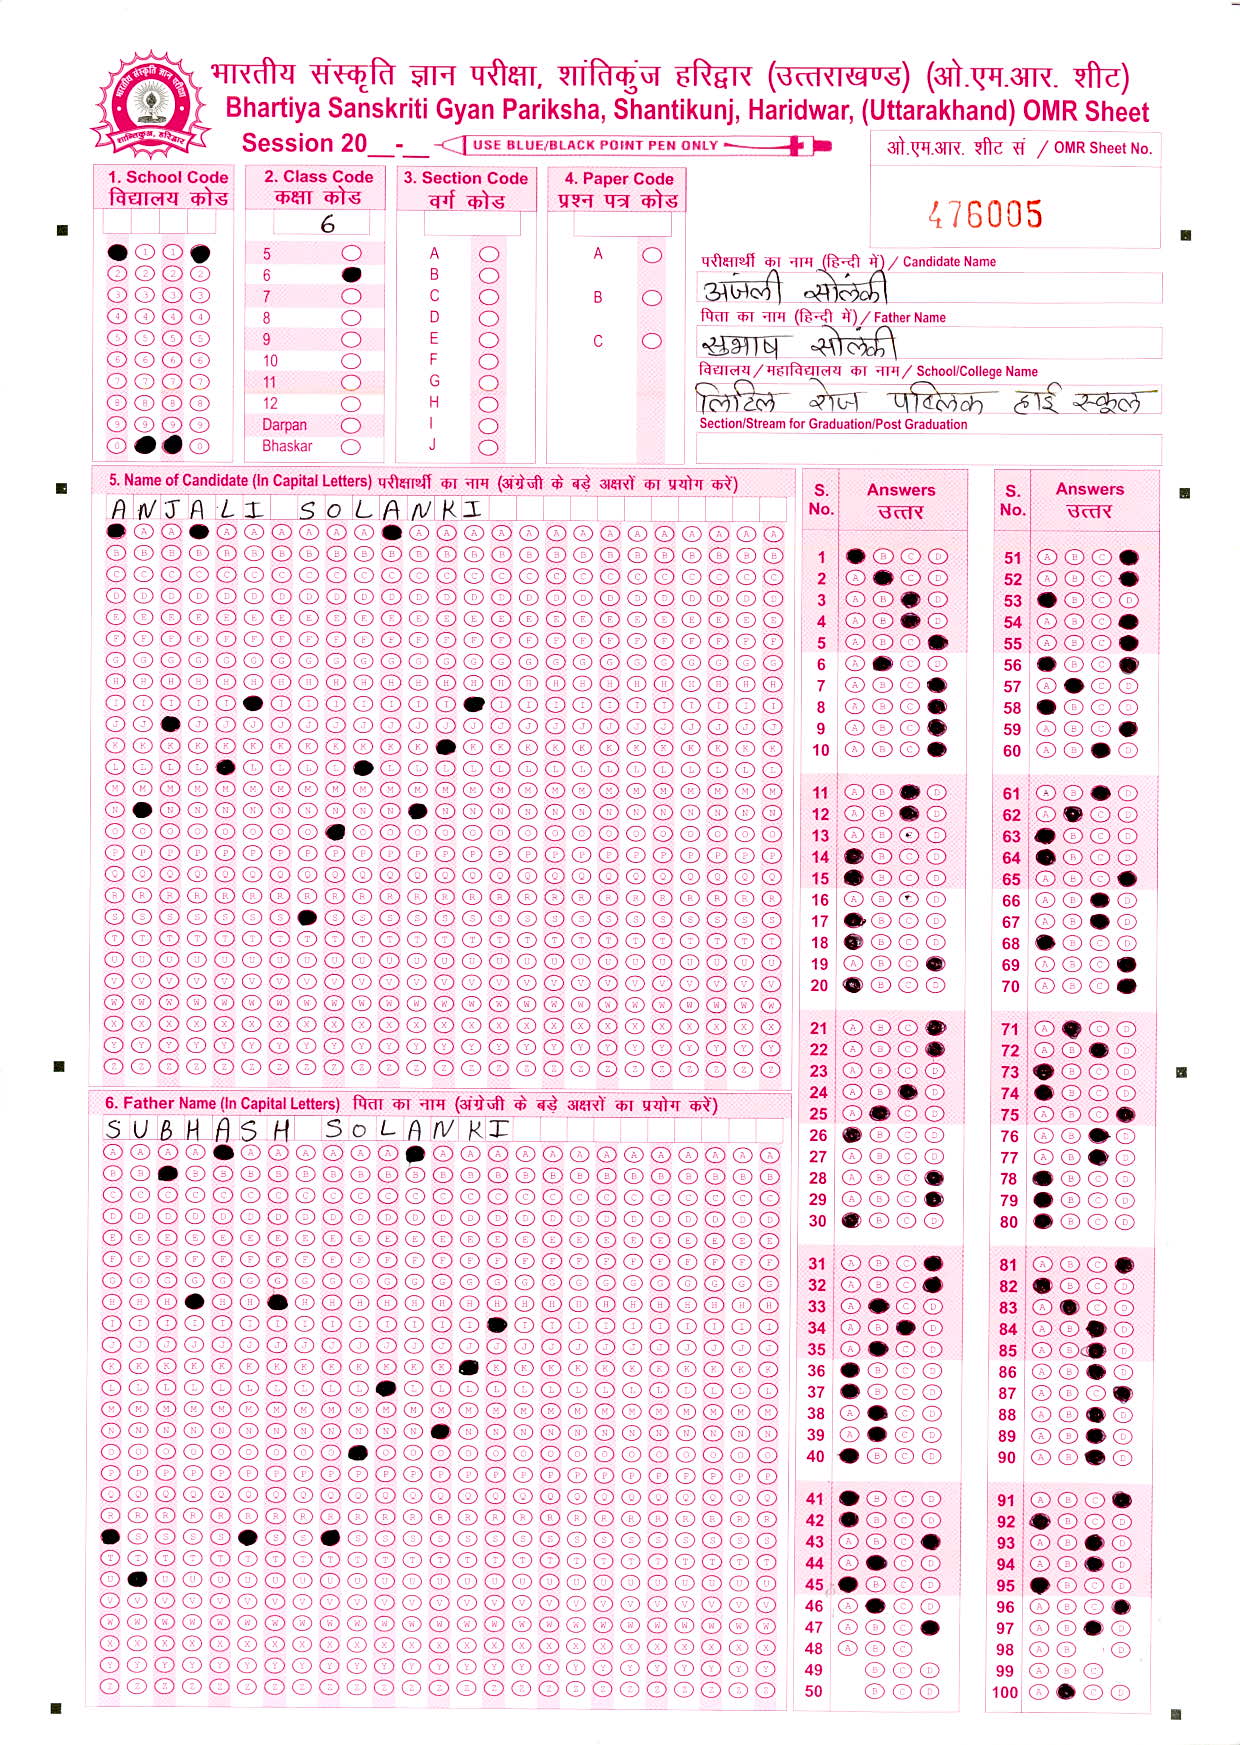 भारतीय संस्कृति ज्ञान परीक्षा, शांतिकुंज हरिद्वार (उत्तराखण्ड) (ओ.एम.आर. शीट)
Bhartiya Sanskriti Gyan Pariksha, Shantikunj, Haridwar, (Uttarakhand) OMR Sheet
Session 20__-__ USE BLUE/BLACK POINT PEN ONLY
ओ.एम.आर. शीट सं / OMR Sheet No.
476005
1. School Code
विद्यालय कोड
2. Class Code
कक्षा कोड
6
5
6
7
8
9
10
11
12
Darpan
Bhaskar
3. Section Code
वर्ग कोड
A
B
C
D
E
F
G
H
I
J
4. Paper Code
प्रश्न पत्र कोड
A
B
C
परीक्षार्थी का नाम (हिन्दी में) / Candidate Name
अंजली सोलंकी
पिता का नाम (हिन्दी में) / Father Name
सुभाष सोलंकी
विद्यालय / महाविद्यालय का नाम / School/College Name
लिटिल रोज पब्लिक हाई स्कूल
Section/Stream for Graduation/Post Graduation
5. Name of Candidate (In Capital Letters) परीक्षार्थी का नाम (अंग्रेजी के बड़े अक्षरों का प्रयोग करें)
ANJALI SOLANKI
6. Father Name (In Capital Letters) पिता का नाम (अंग्रेजी के बड़े अक्षरों का प्रयोग करें)
SUBHASH SOLANKI
S. No. Answers उत्तर
1
2
3
4
5
6
7
8
9
10
11
12
13
14
15
16
17
18
19
20
21
22
23
24
25
26
27
28
29
30
31
32
33
34
35
36
37
38
39
40
41
42
43
44
45
46
47
48
49
50
S. No. Answers उत्तर
51
52
53
54
55
56
57
58
59
60
61
62
63
64
65
66
67
68
69
70
71
72
73
74
75
76
77
78
79
80
81
82
83
84
85
86
87
88
89
90
91
92
93
94
95
96
97
98
99
100